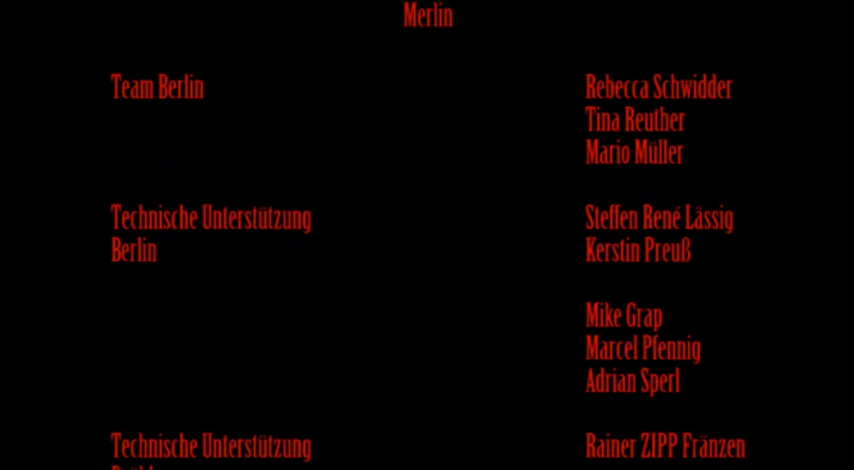 Merlin
Team Berlin
Rebecca Schwidder
Tina Reuther
Mario Müller
Technische Unterstützung
Berlin
Steffen René Lässig
Kerstin Preuß
Mike Grap
Marcel Pfennig
Adrian Sperl
Technische Unterstützung
Rainer ZIPP Fränzen